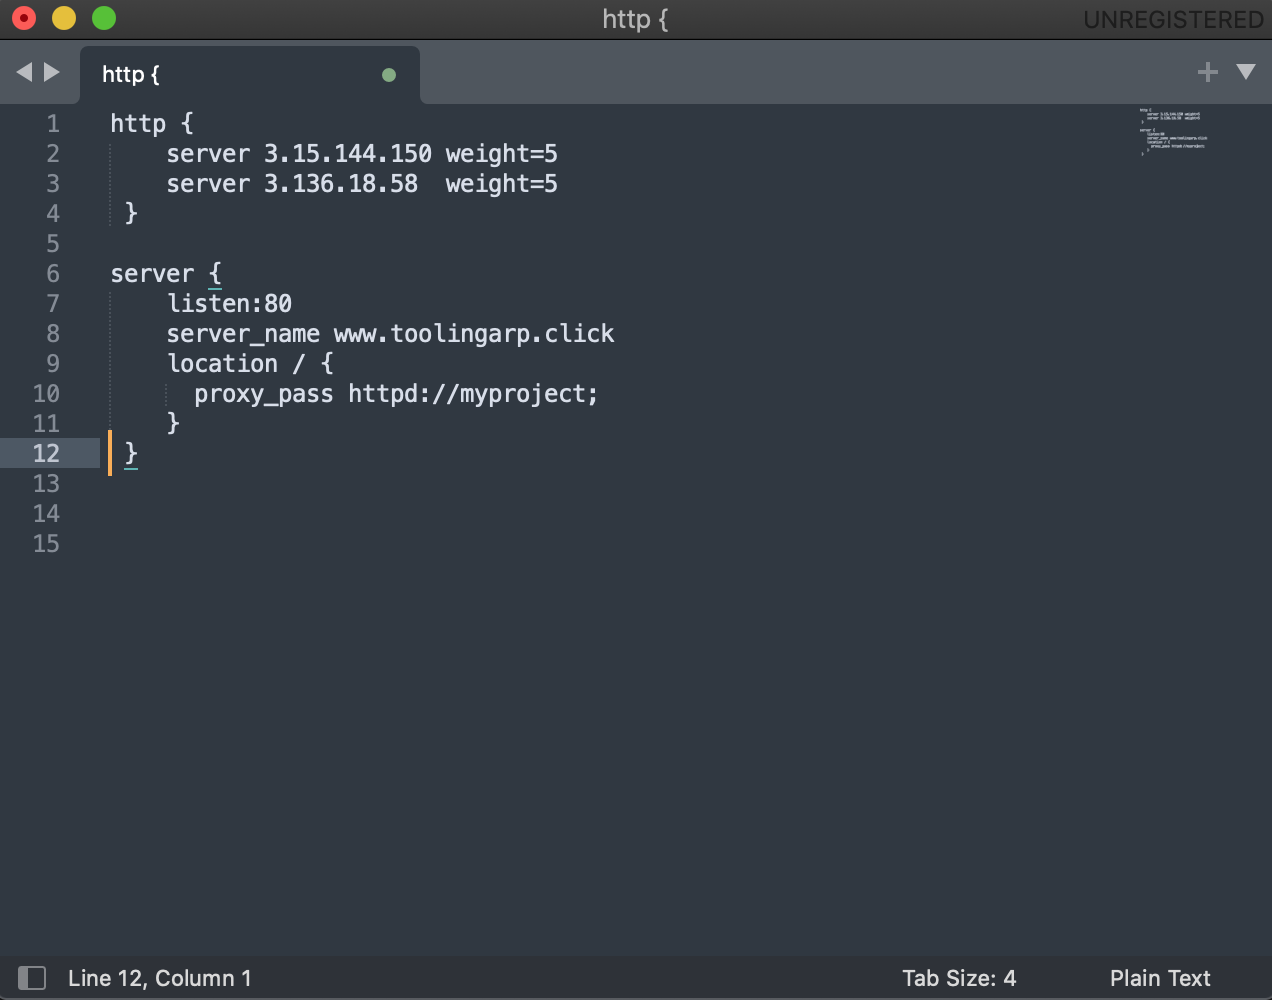 http {
UNREGISTERED
http {
1 http {
2     server 3.15.144.150 weight=5
3     server 3.136.18.58  weight=5
4  }
5
6 server {
7     listen:80
8     server_name www.toolingarp.click
9     location / {
10       proxy_pass httpd://myproject;
11     }
12  }
13
14
15
Line 12, Column 1
Tab Size: 4
Plain Text